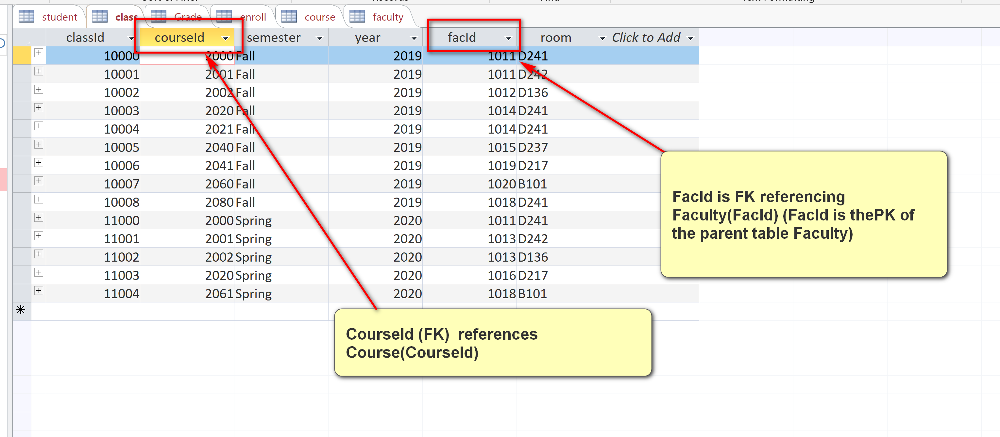 Sort & Filter Records Find Text Formatting
student class Grade enroll course faculty
classId courseId semester year facId room Click to Add
10000 2000 Fall 2019 1011 D241
10001 2001 Fall 2019 1011 D242
10002 2002 Fall 2019 1012 D136
10003 2020 Fall 2019 1014 D241
10004 2021 Fall 2019 1014 D241
10005 2040 Fall 2019 1015 D237
10006 2041 Fall 2019 1019 D217
10007 2060 Fall 2019 1020 B101
10008 2080 Fall 2019 1018 D241
11000 2000 Spring 2020 1011 D241
11001 2001 Spring 2020 1013 D242
11002 2002 Spring 2020 1013 D136
11003 2020 Spring 2020 1016 D217
11004 2061 Spring 2020 1018 B101
FacId is FK referencing
Faculty(FacId) (FacId is thePK of
the parent table Faculty)
CourseId (FK)  references
Course(CourseId)